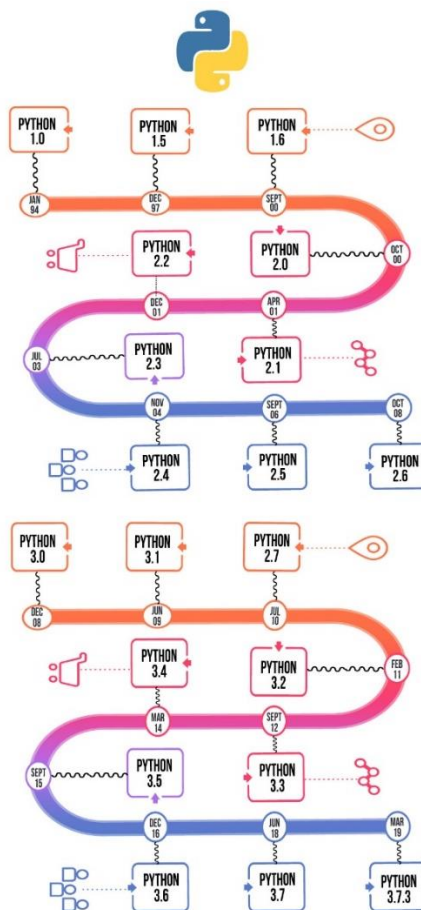 PYTHON
1.0
PYTHON
1.5
PYTHON
1.6
JAN
94
DEC
97
SEPT
00
PYTHON
2.2
PYTHON
2.0
OCT
00
DEC
01
APR
01
JUL
03
PYTHON
2.3
PYTHON
2.1
NOV
04
SEPT
06
OCT
08
PYTHON
2.4
PYTHON
2.5
PYTHON
2.6
PYTHON
3.0
PYTHON
3.1
PYTHON
2.7
DEC
08
JUN
09
JUL
10
PYTHON
3.4
PYTHON
3.2
FEB
11
MAR
14
SEPT
12
SEPT
15
PYTHON
3.5
PYTHON
3.3
DEC
16
JUN
18
MAR
19
PYTHON
3.6
PYTHON
3.7
PYTHON
3.7.3